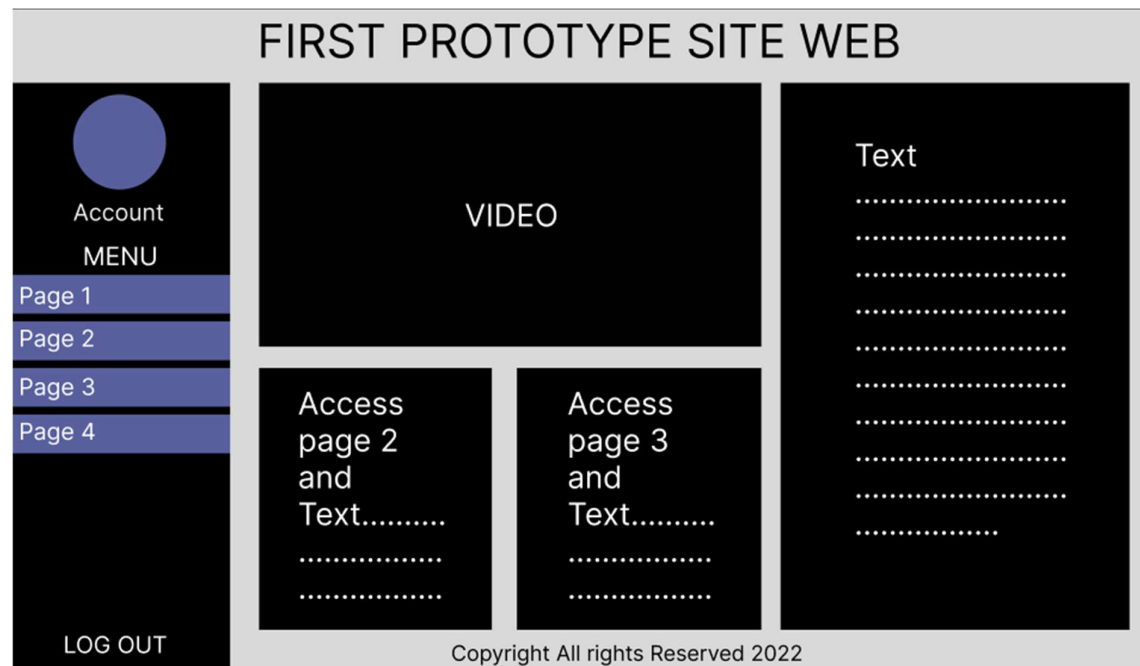 FIRST PROTOTYPE SITE WEB
Account
MENU
Page 1
Page 2
Page 3
Page 4
LOG OUT
VIDEO
Access
page 2
and
Text..........
.................
.................
Access
page 3
and
Text..........
.................
.................
Text
.........................
.........................
.........................
.........................
.........................
.........................
.........................
.........................
.........................
.................
Copyright All rights Reserved 2022